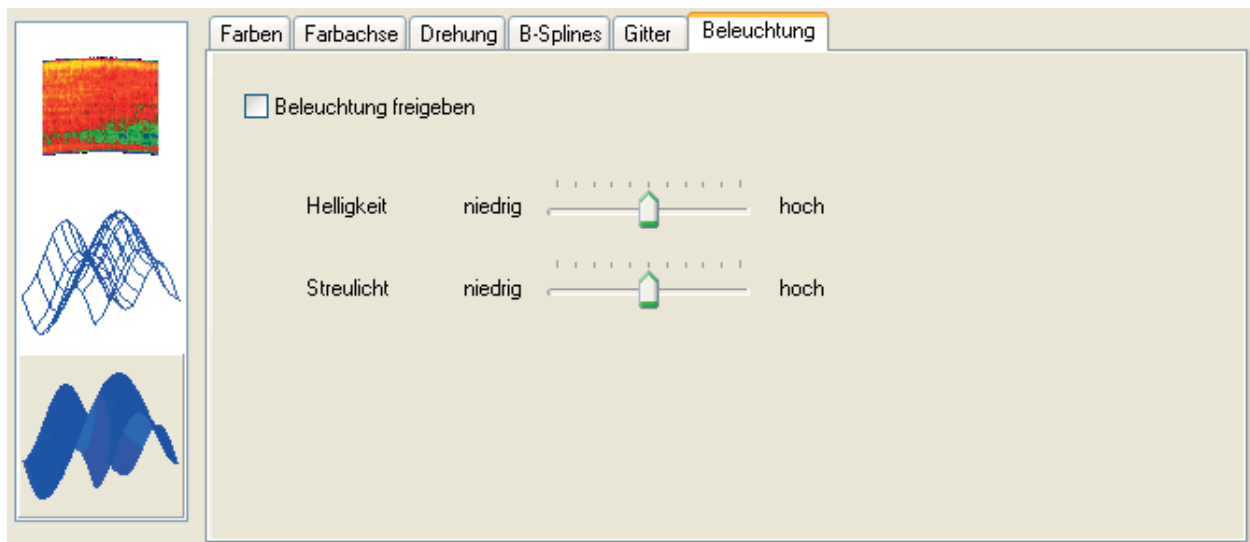 Farben Farbachse Drehung B-Splines Gitter Beleuchtung
Beleuchtung freigeben
Helligkeit niedrig hoch
Streulicht niedrig hoch